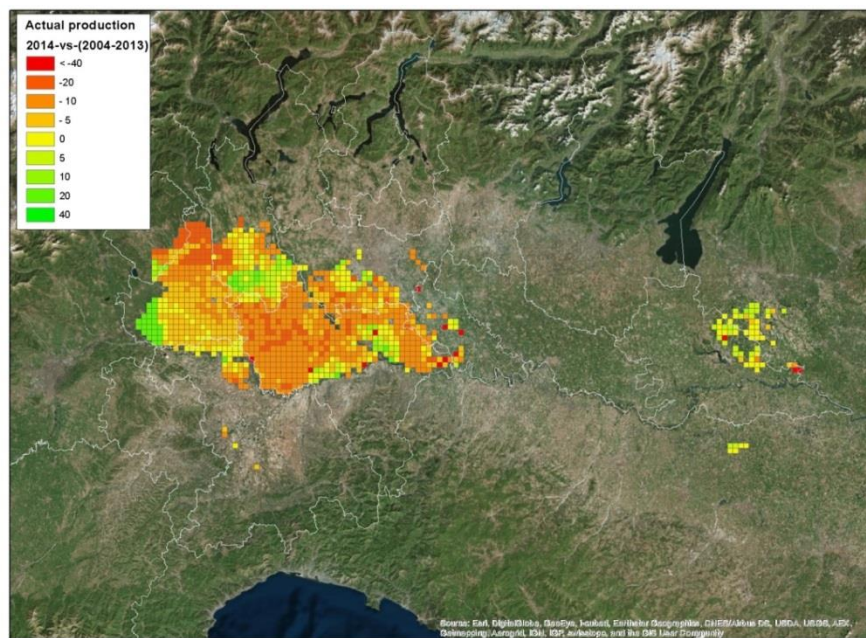 Actual production
2014-vs-(2004-2013)
< -40
-20
- 10
- 5
0
5
10
20
40
Source: Esri, DigitalGlobe, GeoEye, i-cubed, Earthstar Geographics, CNES/Airbus DS, USDA, USGS, AEX,
Getmapping, Aerogrid, IGN, IGP, swisstopo, and the GIS User Community